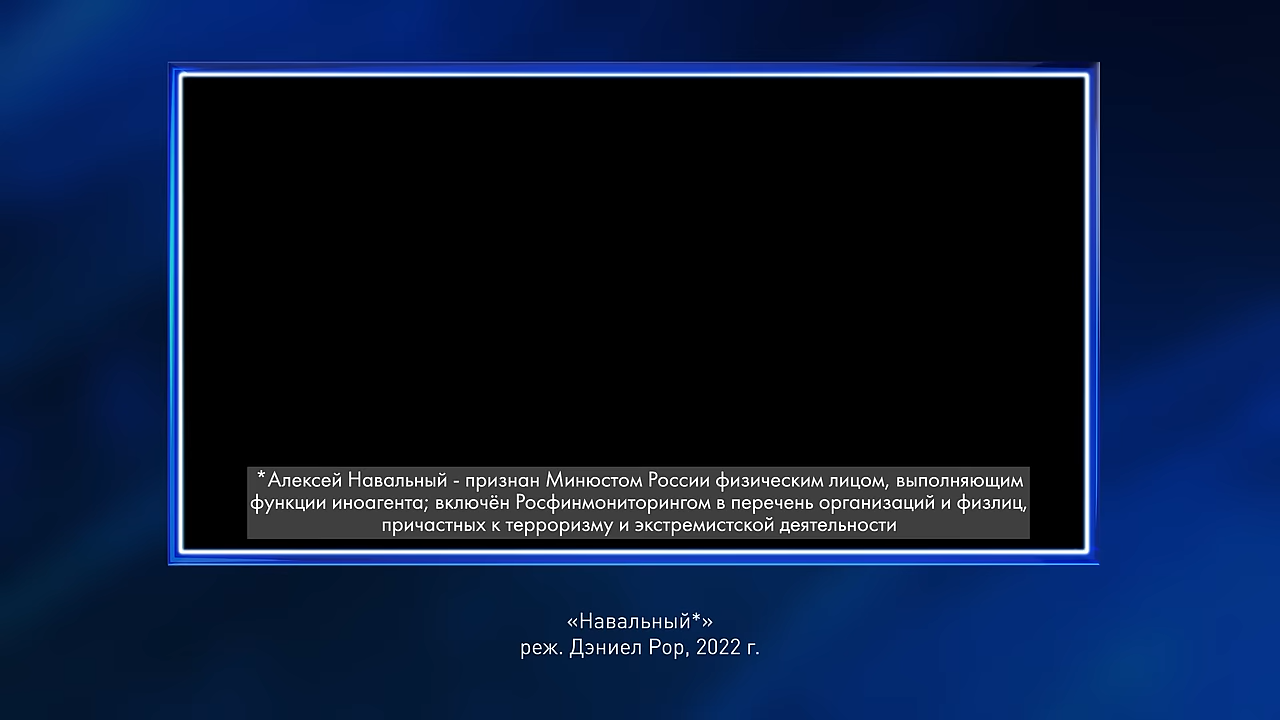 *Алексей Навальный - признан Минюстом России физическим лицом, выполняющим
функции иноагента; включён Росфинмониторингом в перечень организаций и физлиц,
причастных к терроризму и экстремистской деятельности
«Навальный*»
реж. Дэниел Рор, 2022 г.